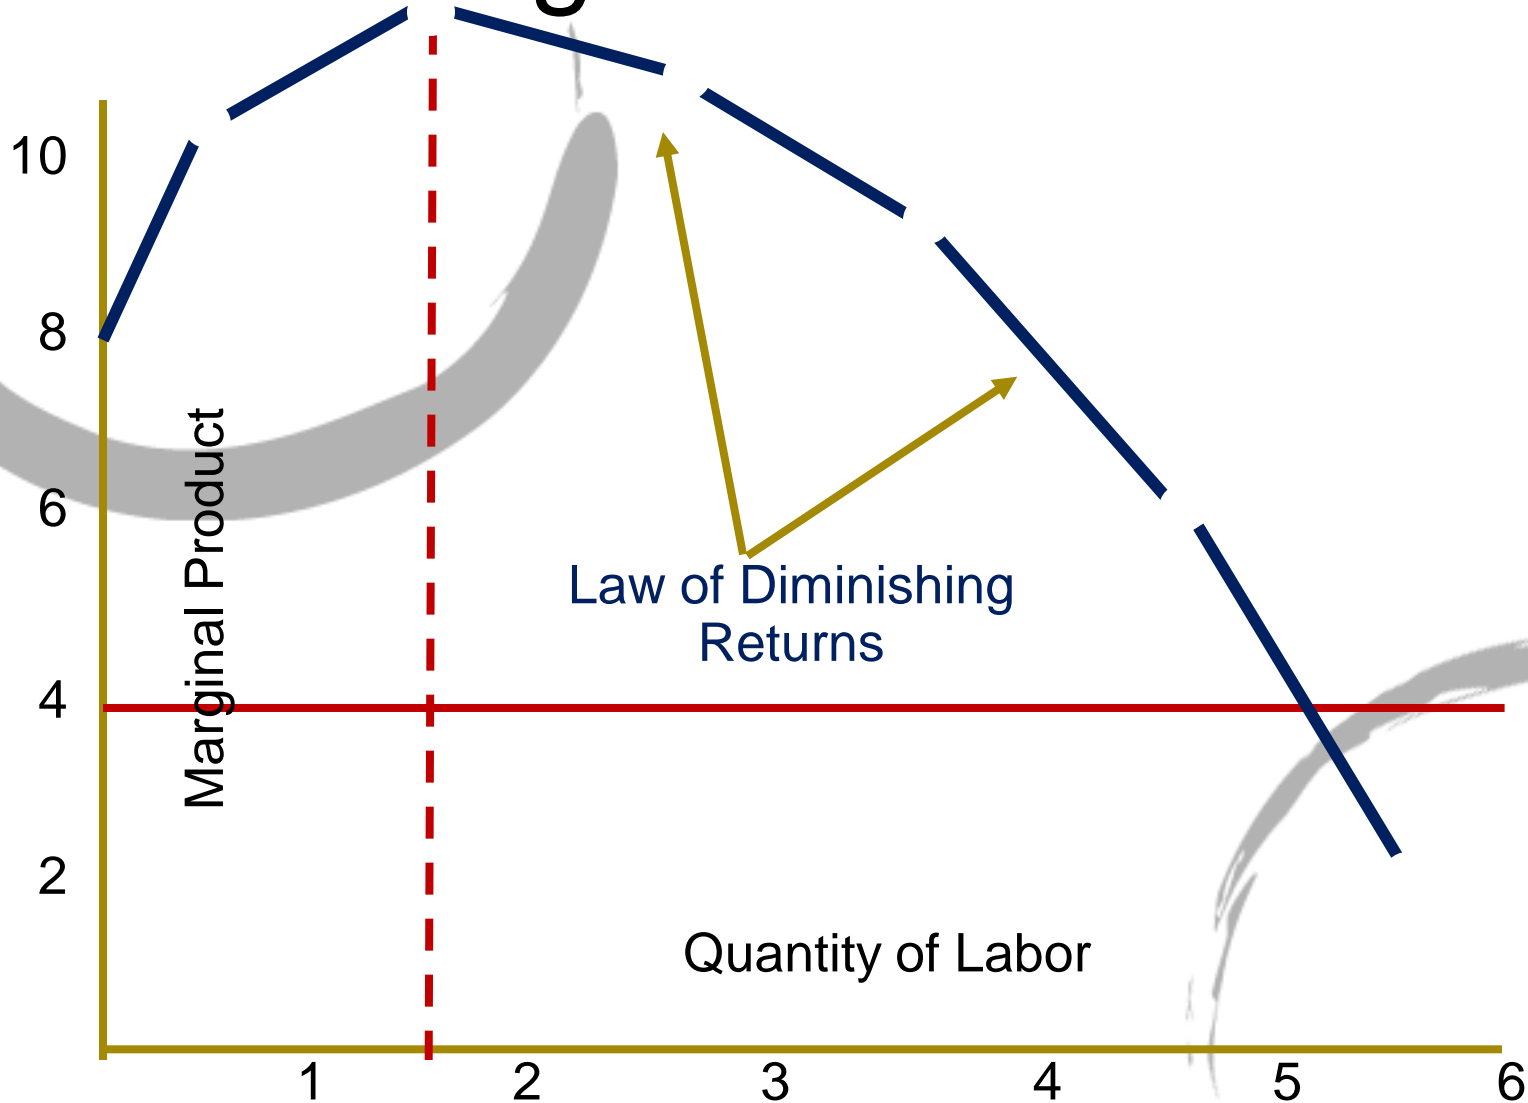 10
8
6
4
2
Marginal Product
Law of Diminishing
Returns
Quantity of Labor
1 2 3 4 5 6